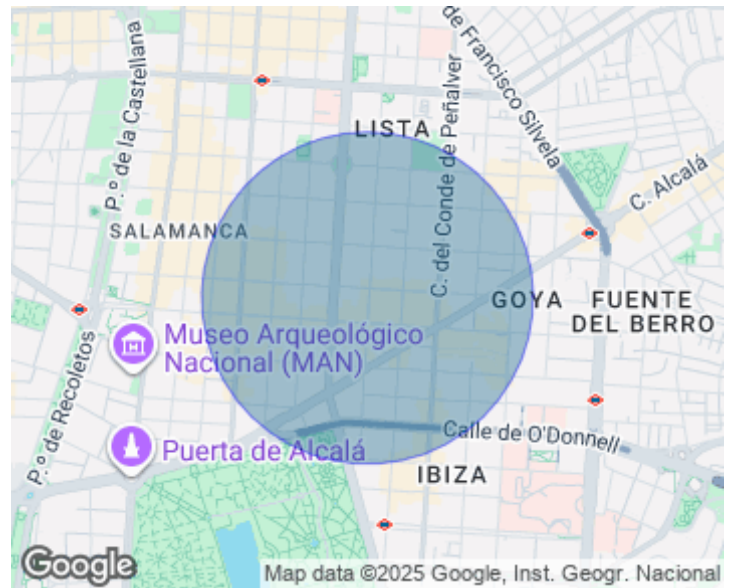 P.º de la Castellana
de Francisco Silvela
LISTA
C. del Conde de Peñalver
C. Alcalá
SALAMANCA
GOYA
FUENTE
DEL BERRO
Museo Arqueológico
Nacional (MAN)
P.º de Recoletos
Puerta de Alcalá
Calle de O'Donnell
IBIZA
Google
Map data ©2025 Google, Inst. Geogr. Nacional